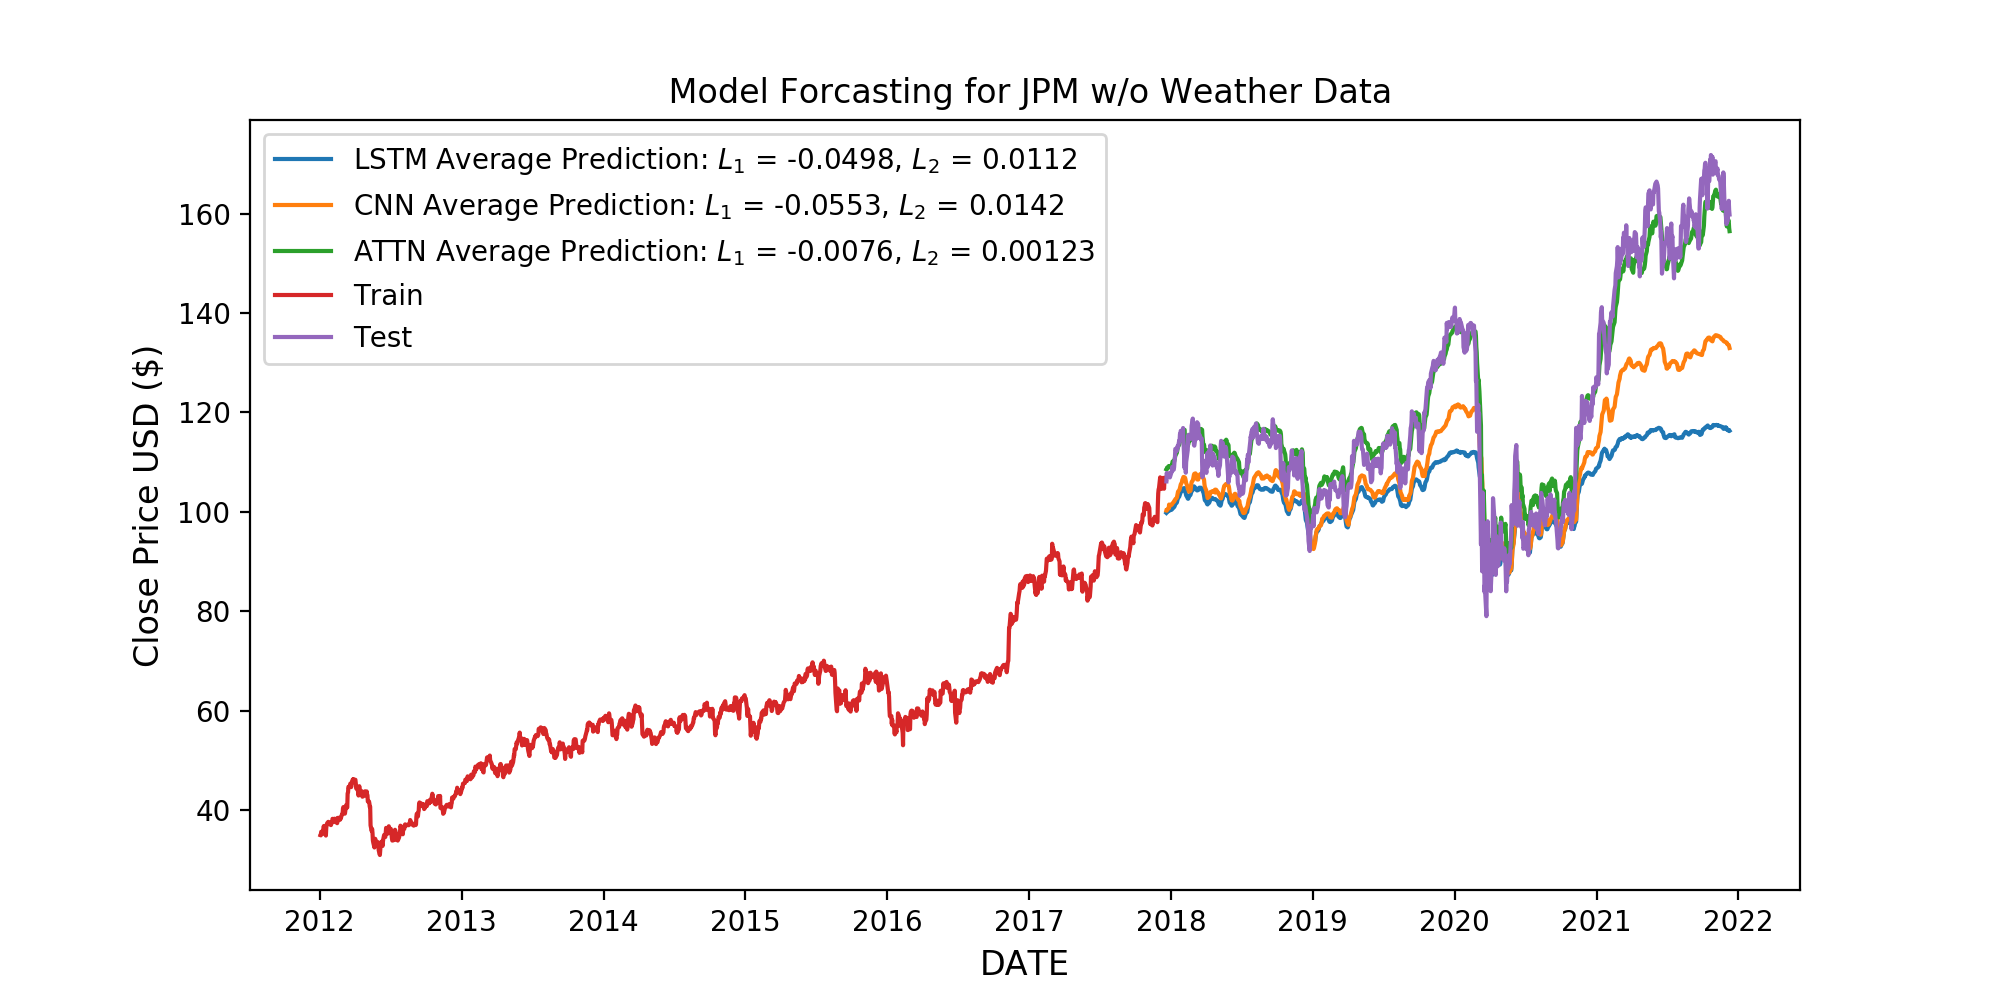 Model Forcasting for JPM w/o Weather Data
LSTM Average Prediction: L₁ = -0.0498, L₂ = 0.0112
CNN Average Prediction: L₁ = -0.0553, L₂ = 0.0142
ATTN Average Prediction: L₁ = -0.0076, L₂ = 0.00123
Train
Test
Close Price USD ($)
160
140
120
100
80
60
40
2012 2013 2014 2015 2016 2017 2018 2019 2020 2021 2022
DATE